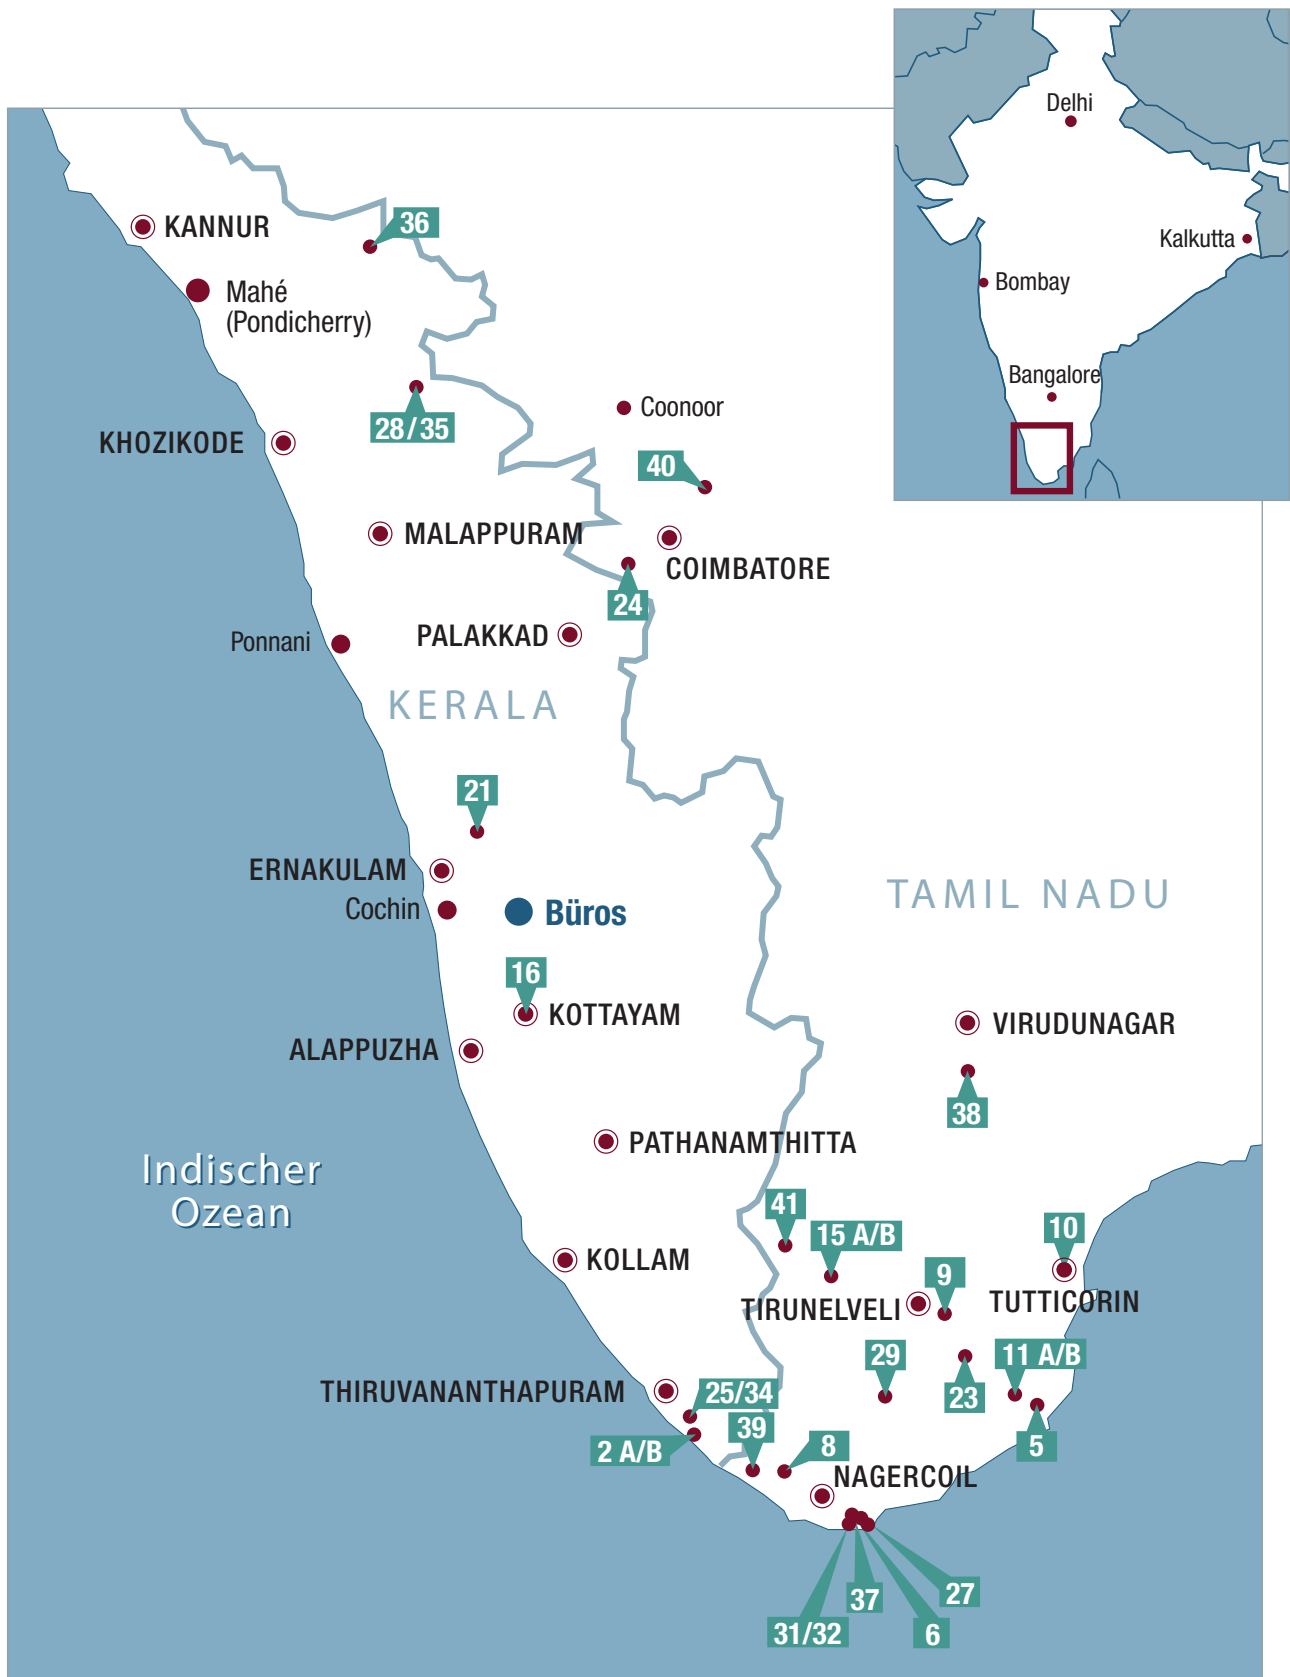 Delhi
Kalkutta
Bombay
Bangalore
KANNUR
36
Mahé
(Pondicherry)
28/35
Coonoor
KHOZIKODE
40
MALAPPURAM
COIMBATORE
24
PALAKKAD
Ponnani
KERALA
21
ERNAKULAM
TAMIL NADU
Cochin
Büros
16
KOTTAYAM
VIRUDUNAGAR
ALAPPUZHA
38
PATHANAMTHITTA
Indischer
Ozean
41
15 A/B
10
KOLLAM
9
TIRUNELVELI
TUTTICORIN
29
11 A/B
THIRUVANANTHAPURAM
25/34
23
39
2 A/B
8
5
NAGERCOIL
27
37
31/32
6